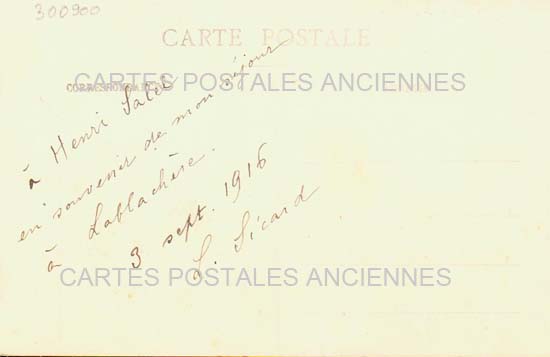 300900
CARTE POSTALE
CARTES POSTALES ANCIENNES
CORRESPONDANCE
à Henri Salel
en souvenir de mon séjour
à Lablachère.
3 sept. 1916
L. Sicard
CARTES POSTALES ANCIENNES